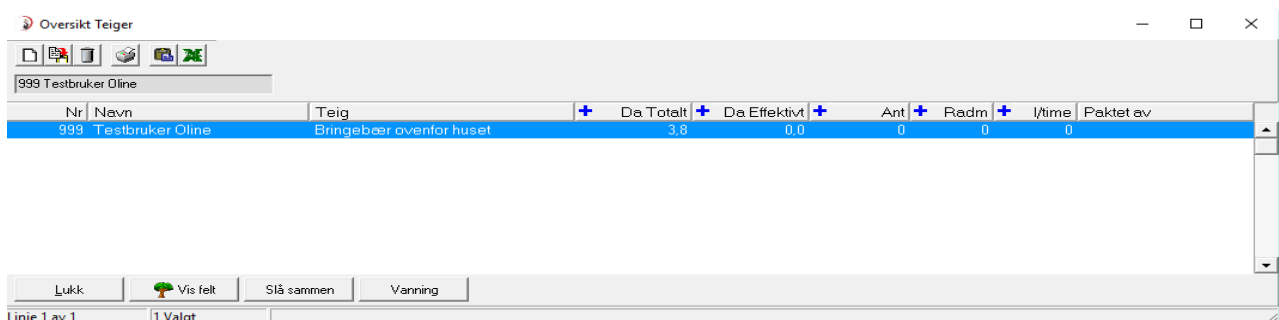 Oversikt Teiger
999 Testbruker Oline
Nr Navn Teig Da Totalt Da Effektivt Ant Radm l/time Paktet av
999 Testbruker Oline Bringebær ovenfor huset 3,8 0,0 0 0 0
Lukk Vis felt Slå sammen Vanning
Linje 1 av 1 1 Valgt